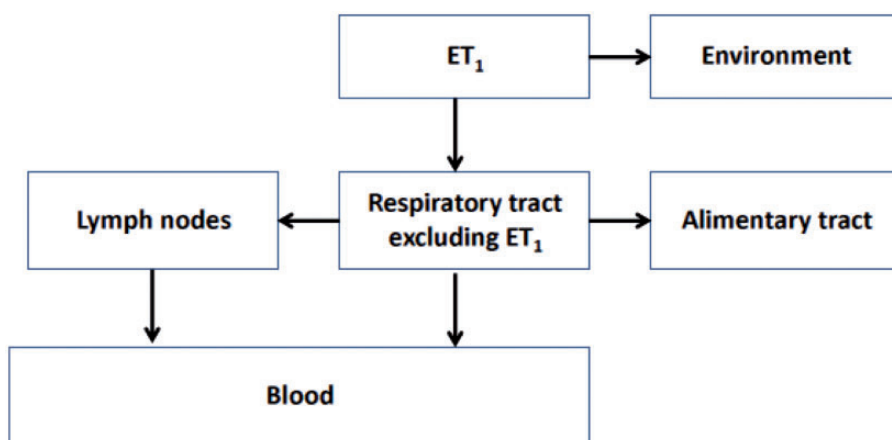 ET₁
Environment
Lymph nodes
Respiratory tract
excluding ET₁
Alimentary tract
Blood